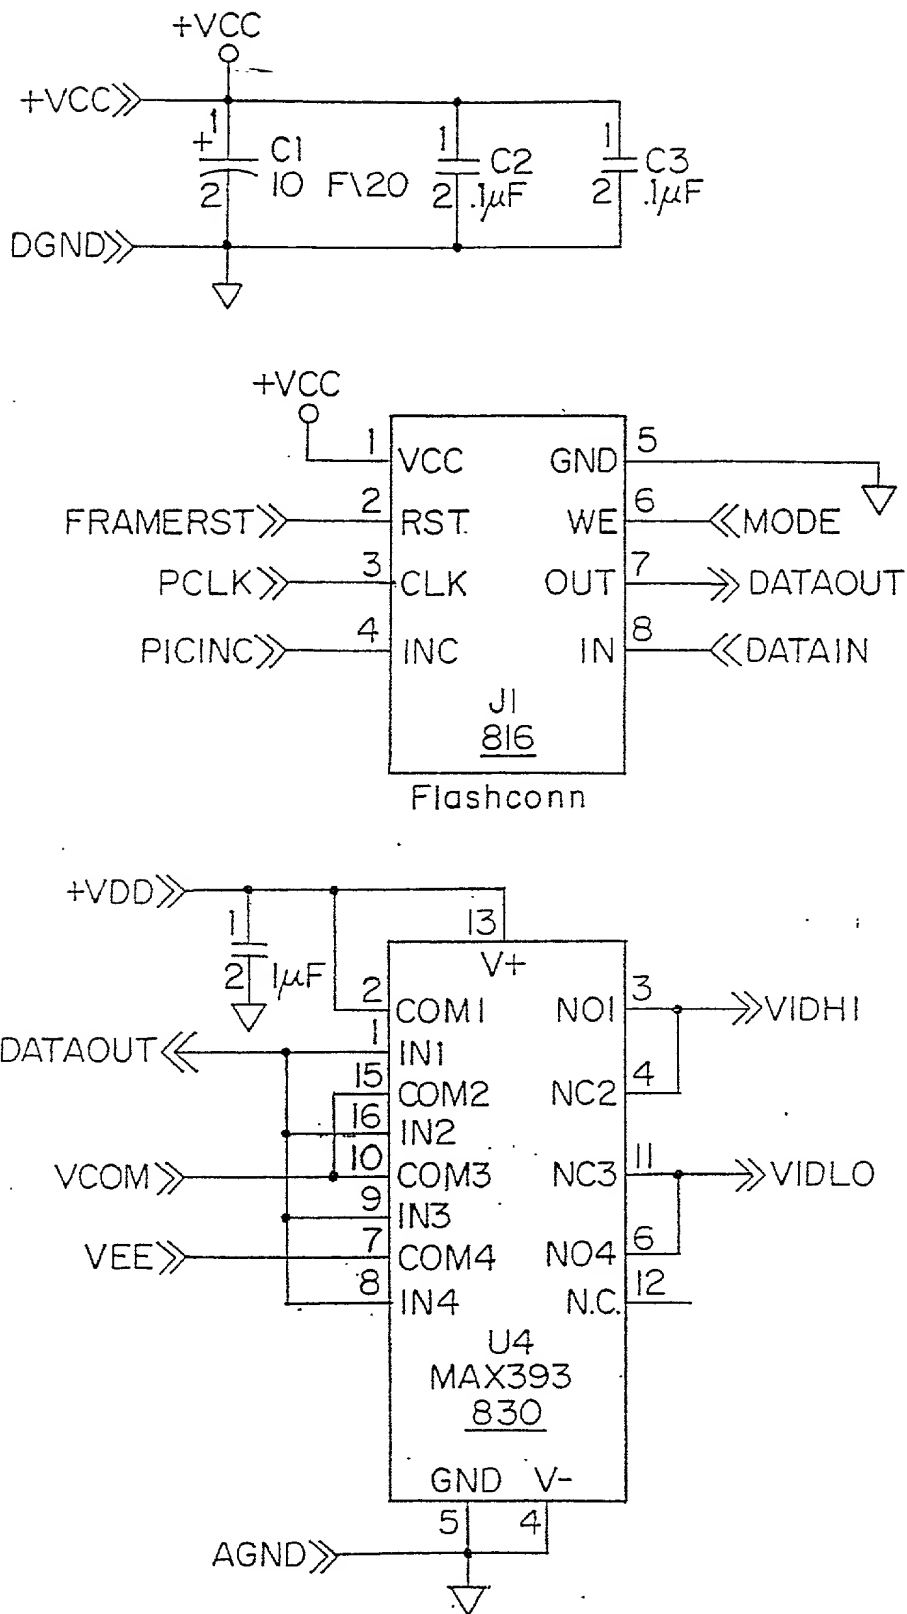 +VCC
+VCC
1
+
C1
10 F\20
2
1
C2
2
.1µF
1
C3
2
.1µF
DGND
+VCC
1
VCC
GND
5
FRAMERST
2
RST.
WE
6
MODE
PCLK
3
CLK
OUT
7
DATAOUT
PICINC
4
INC
IN
8
DATAIN
J1
816
Flashconn
+VDD
13
V+
1
2
1µF
2
COM1
NO1
3
VIDHI
DATAOUT
1
IN1
15
COM2
NC2
4
16
IN2
VCOM
10
COM3
NC3
11
VIDLO
9
IN3
VEE
7
COM4
NO4
6
8
IN4
N.C.
12
U4
MAX393
830
GND V-
5
4
AGND